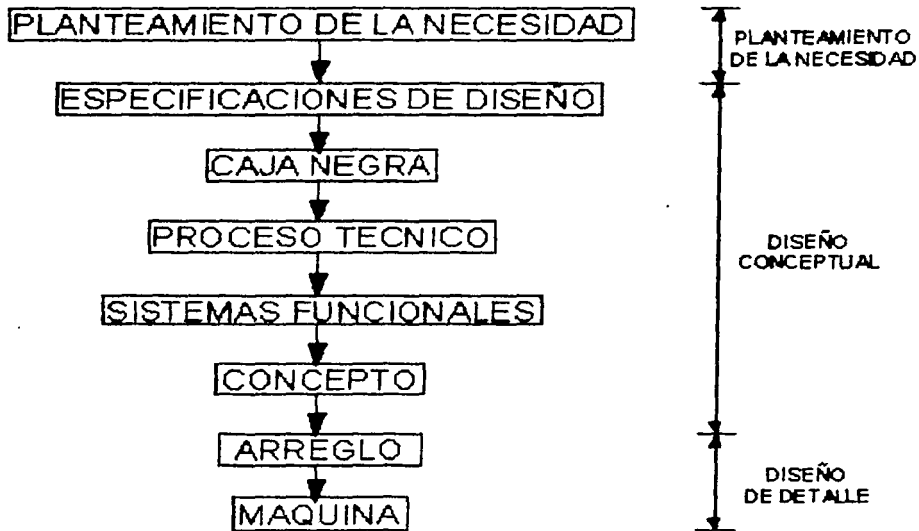 PLANTEAMIENTO DE LA NECESIDAD
ESPECIFICACIONES DE DISEÑO
CAJA NEGRA
PROCESO TECNICO
SISTEMAS FUNCIONALES
CONCEPTO
ARREGLO
MAQUINA
PLANTEAMIENTO
DE LA NECESIDAD
DISEÑO
CONCEPTUAL
DISEÑO
DE DETALLE